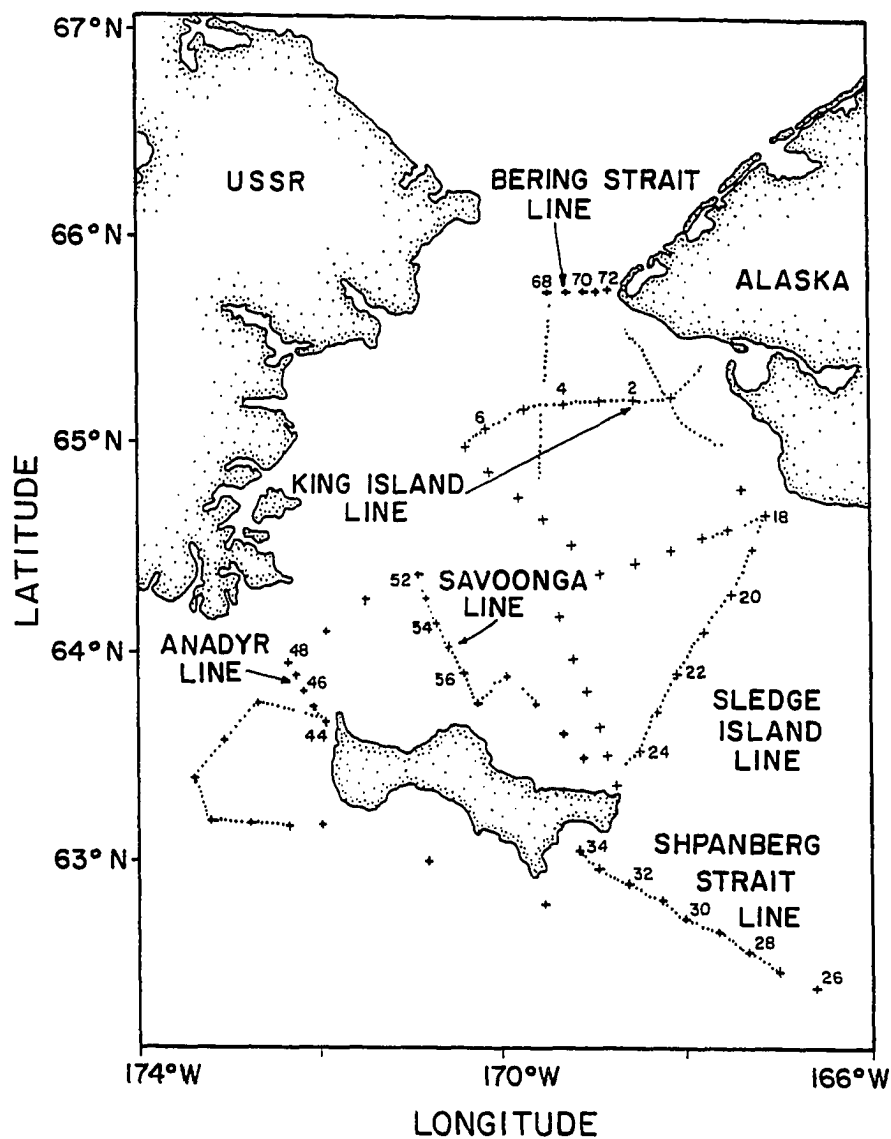 67°N
USSR
BERING STRAIT
LINE
66°N
68
70
72
ALASKA
6
4
2
65°N
KING ISLAND
LINE
18
52
SAVOONGA
LINE
20
54
64°N
ANADYR
LINE
48
46
56
22
44
SLEDGE
ISLAND
LINE
24
63°N
34
SHPANBERG
STRAIT
LINE
32
30
28
26
LATITUDE
174°W
170°W
166°W
LONGITUDE